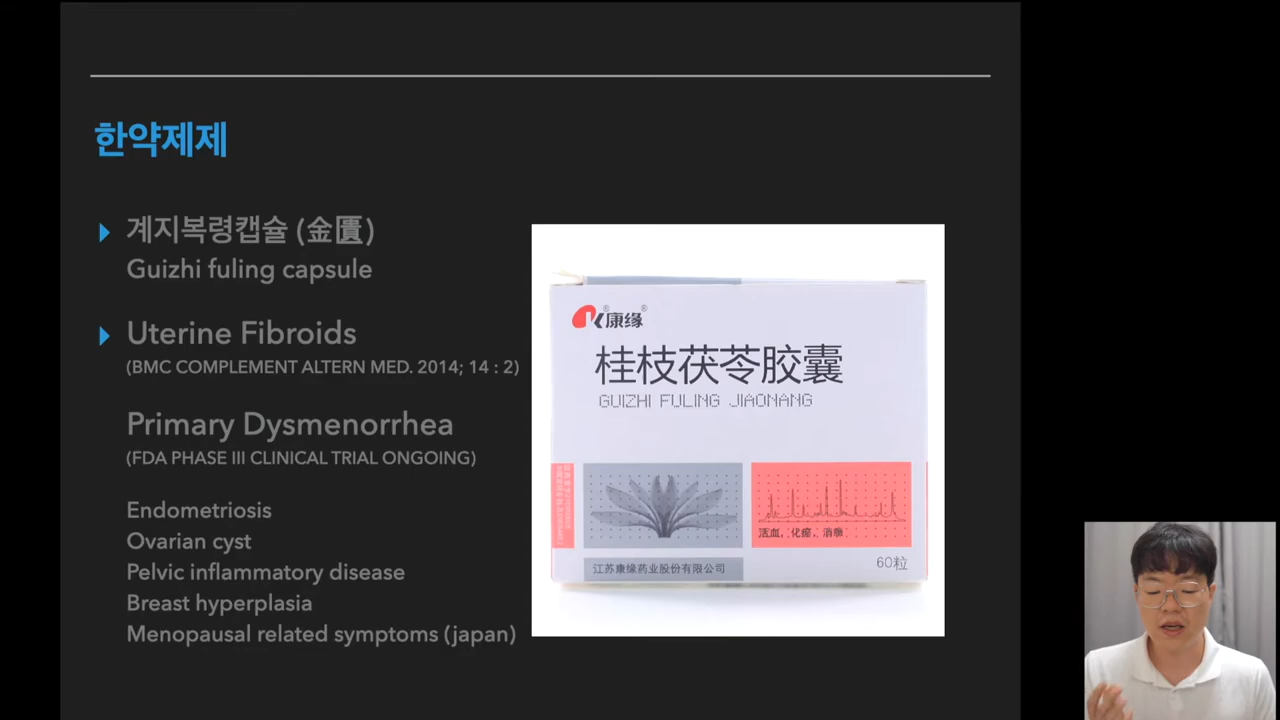 한약제제
계지복령캡슐 (金匱)
Guizhi fuling capsule
Uterine Fibroids
(BMC COMPLEMENT ALTERN MED. 2014; 14 : 2)
Primary Dysmenorrhea
(FDA PHASE III CLINICAL TRIAL ONGOING)
Endometriosis
Ovarian cyst
Pelvic inflammatory disease
Breast hyperplasia
Menopausal related symptoms (japan)
康缘
桂枝茯苓胶囊
GUIZHI FULING JIAONANG
活血，化瘀，消癥
江苏康缘药业股份有限公司
60粒